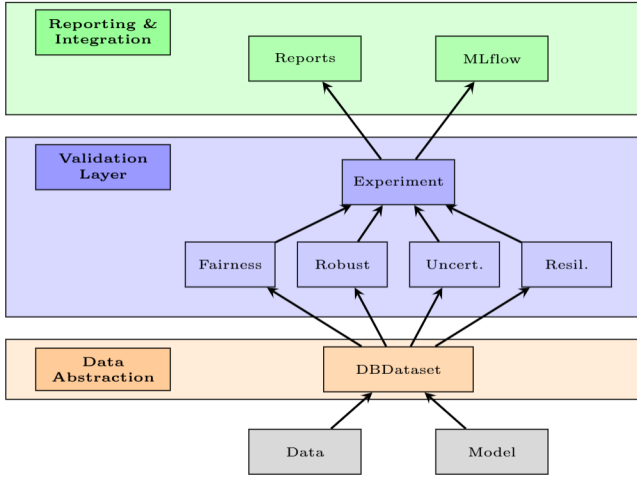 Reporting &
Integration
Reports
MLflow
Validation
Layer
Experiment
Fairness
Robust
Uncert.
Resil.
Data
Abstraction
DBDataset
Data
Model